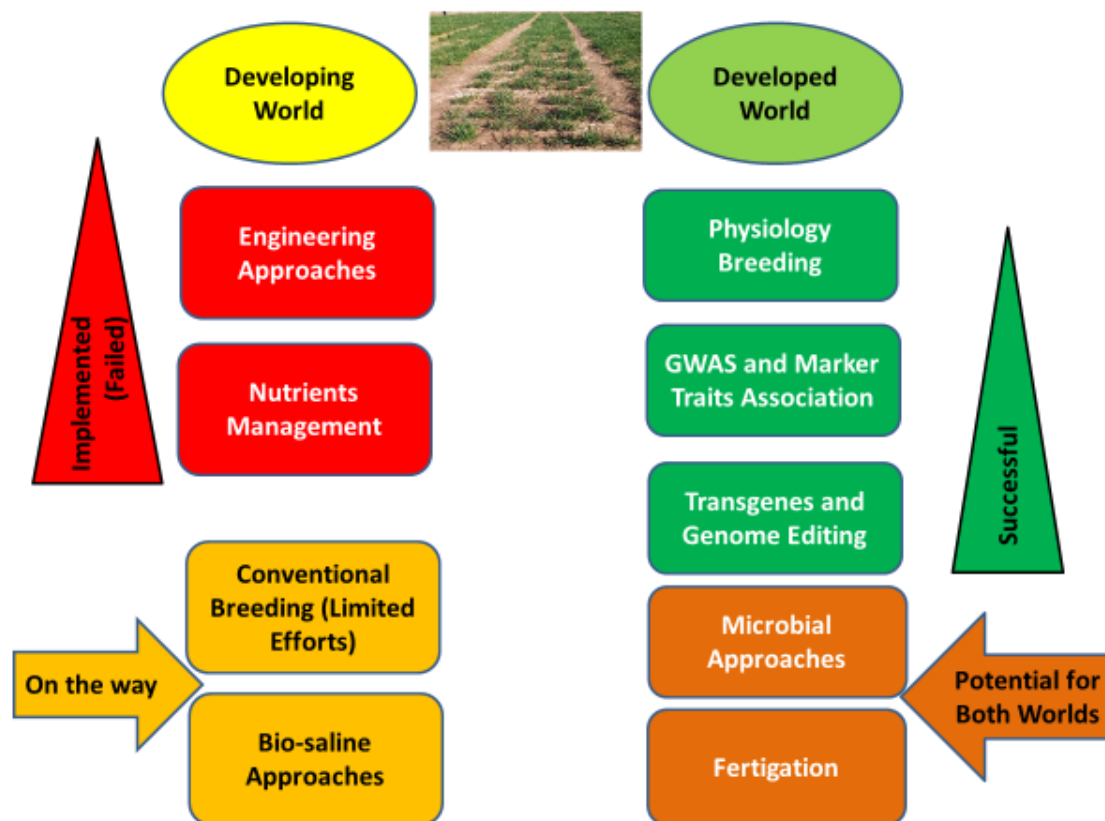 Developing
World
Developed
World
Implemented
(Failed)
Engineering
Approaches
Nutrients
Management
Physiology
Breeding
GWAS and Marker
Traits Association
Transgenes and
Genome Editing
Successful
On the way
Conventional
Breeding (Limited
Efforts)
Bio-saline
Approaches
Microbial
Approaches
Fertigation
Potential for
Both Worlds